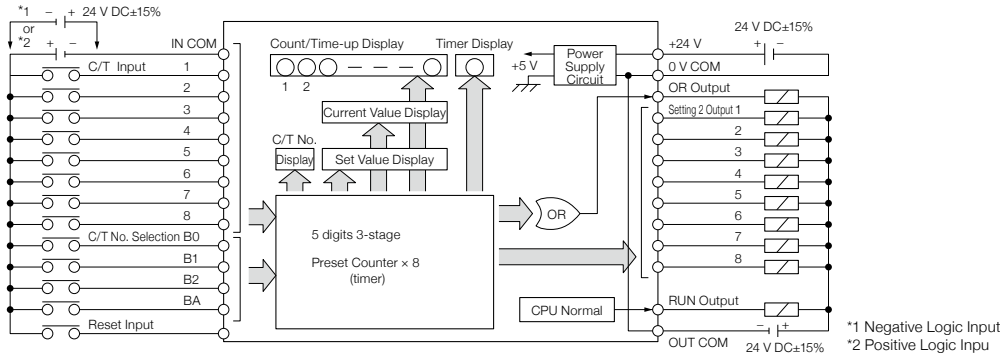 *1 − + 24 V DC±15%
or
*2 + −
IN COM
C/T Input 1
2
3
4
5
6
7
8
C/T No. Selection B0
B1
B2
BA
Reset Input
Count/Time-up Display
1 2
Timer Display
Current Value Display
C/T No.
Display
Set Value Display
5 digits 3-stage
Preset Counter × 8
(timer)
OR
CPU Normal
+5 V
Power
Supply
Circuit
24 V DC±15%
+24 V + −
0 V COM
OR Output
Setting 2 Output 1
2
3
4
5
6
7
8
RUN Output
− +
OUT COM 24 V DC±15%
*1 Negative Logic Input
*2 Positive Logic Inpu